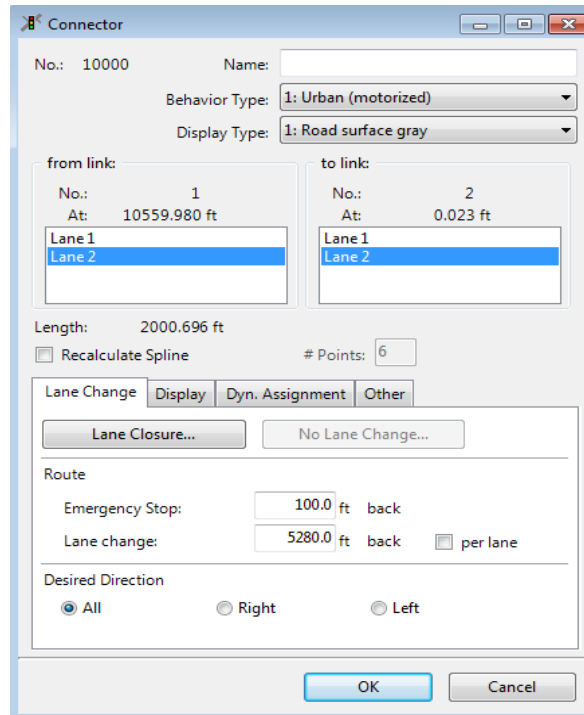 Connector
No.: 10000 Name:
Behavior Type: 1: Urban (motorized)
Display Type: 1: Road surface gray
from link: to link:
No.: 1 No.: 2
At: 10559.980 ft At: 0.023 ft
Lane 1 Lane 1
Lane 2 Lane 2
Length: 2000.696 ft
Recalculate Spline # Points: 6
Lane Change Display Dyn. Assignment Other
Lane Closure... No Lane Change...
Route
Emergency Stop: 100.0 ft back
Lane change: 5280.0 ft back per lane
Desired Direction
All Right Left
OK Cancel